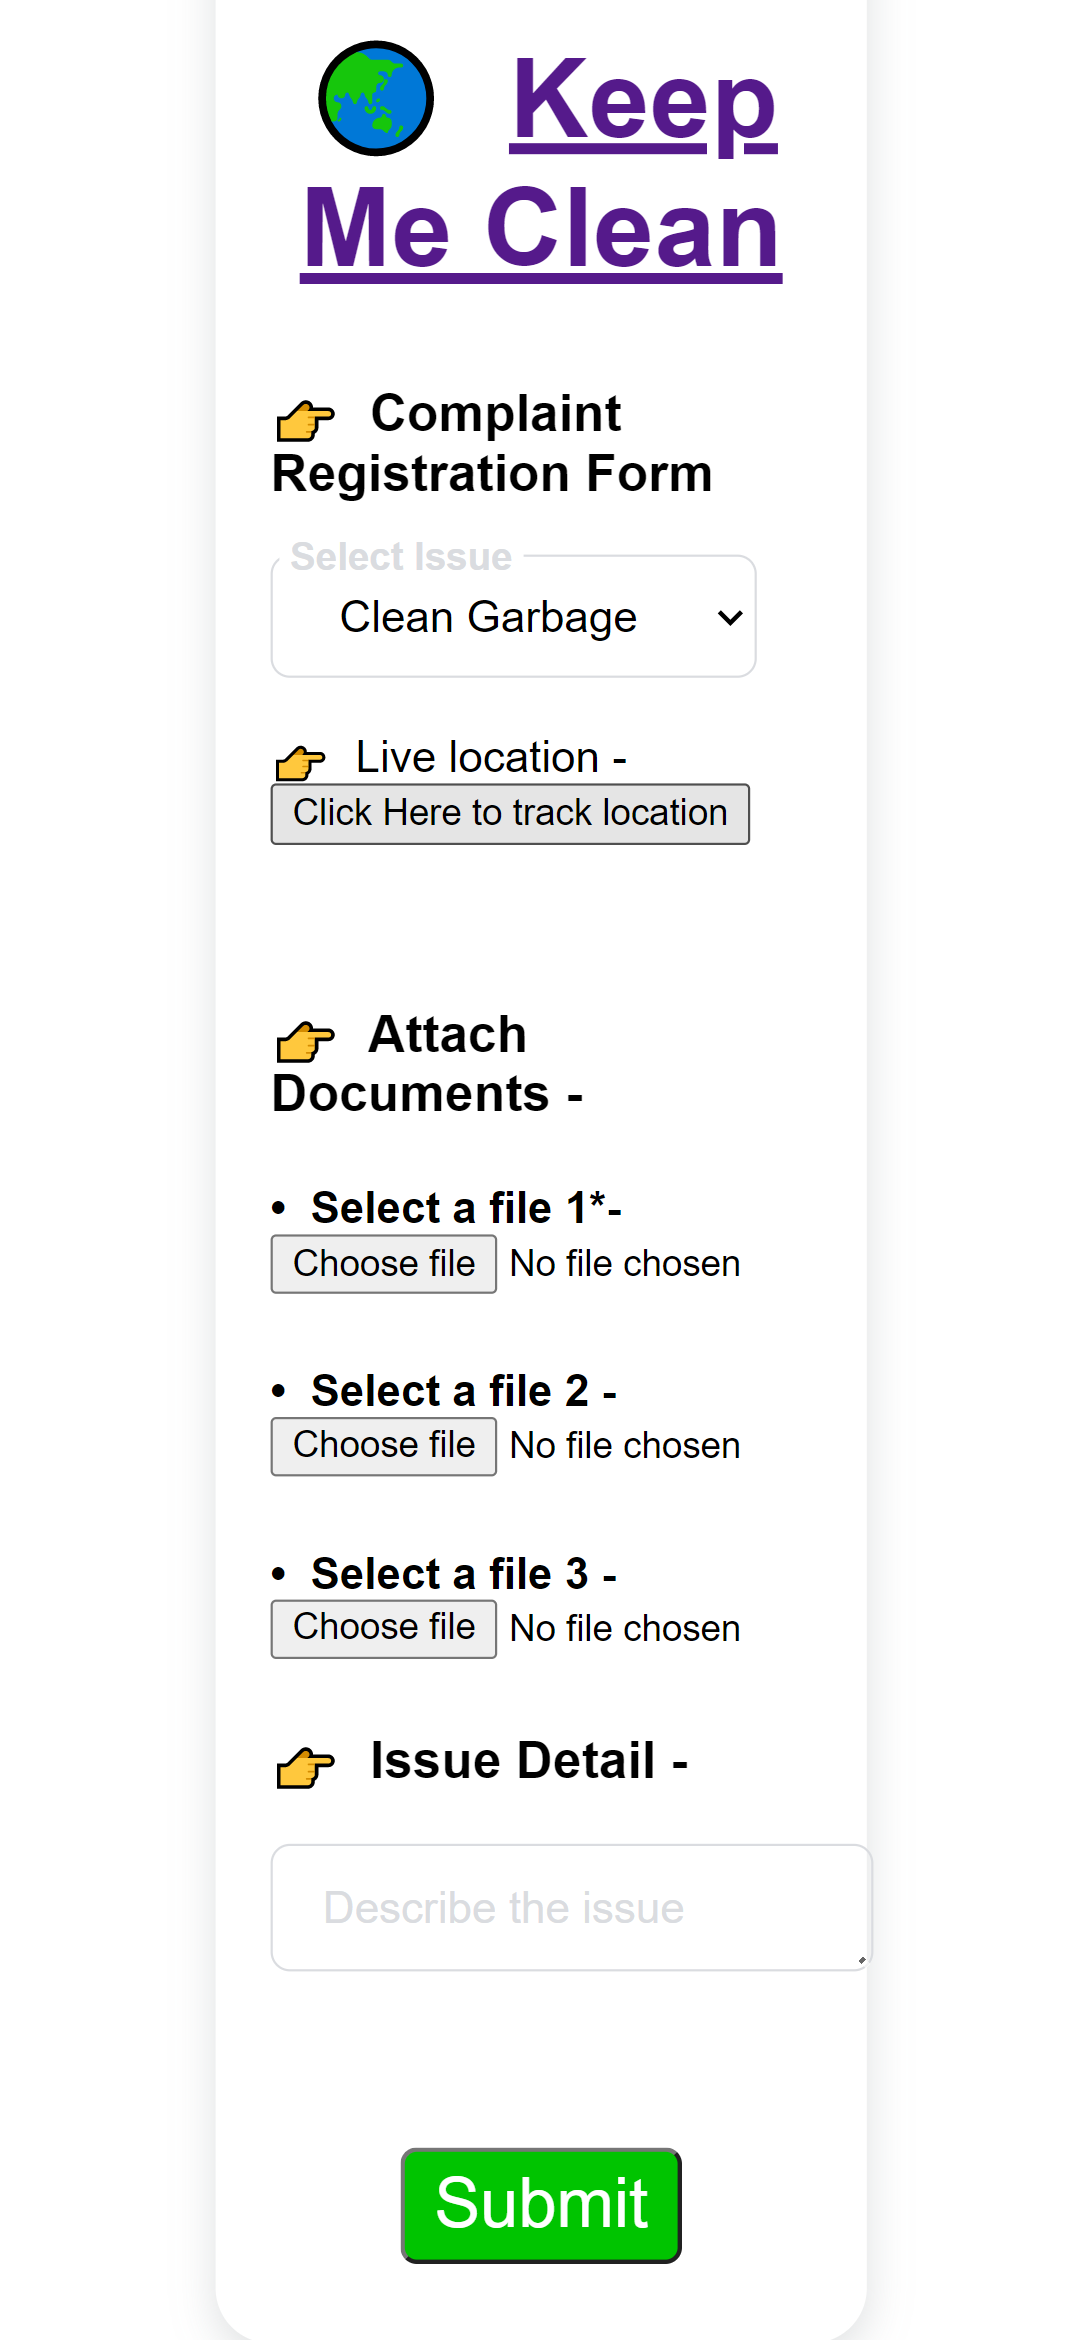 🌏 Keep
Me Clean
👉 Complaint
Registration Form
Select Issue
Clean Garbage
👉 Live location -
Click Here to track location
👉 Attach
Documents -
• Select a file 1*-
Choose file No file chosen
• Select a file 2 -
Choose file No file chosen
• Select a file 3 -
Choose file No file chosen
👉 Issue Detail -
Describe the issue
Submit